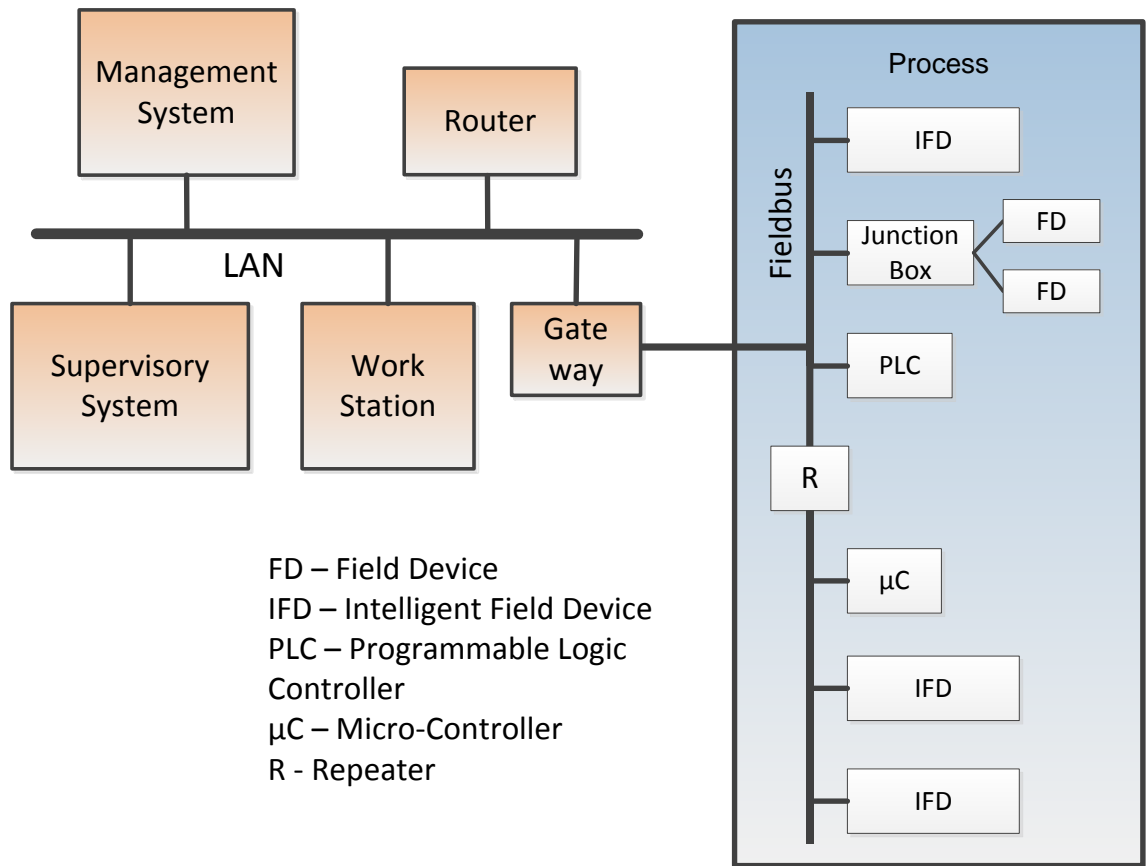 Management
System
Router
LAN
Supervisory
System
Work
Station
Gate
way
Process
Fieldbus
IFD
Junction
Box
FD
FD
PLC
R
µC
IFD
IFD
FD – Field Device
IFD – Intelligent Field Device
PLC – Programmable Logic
Controller
µC – Micro-Controller
R - Repeater